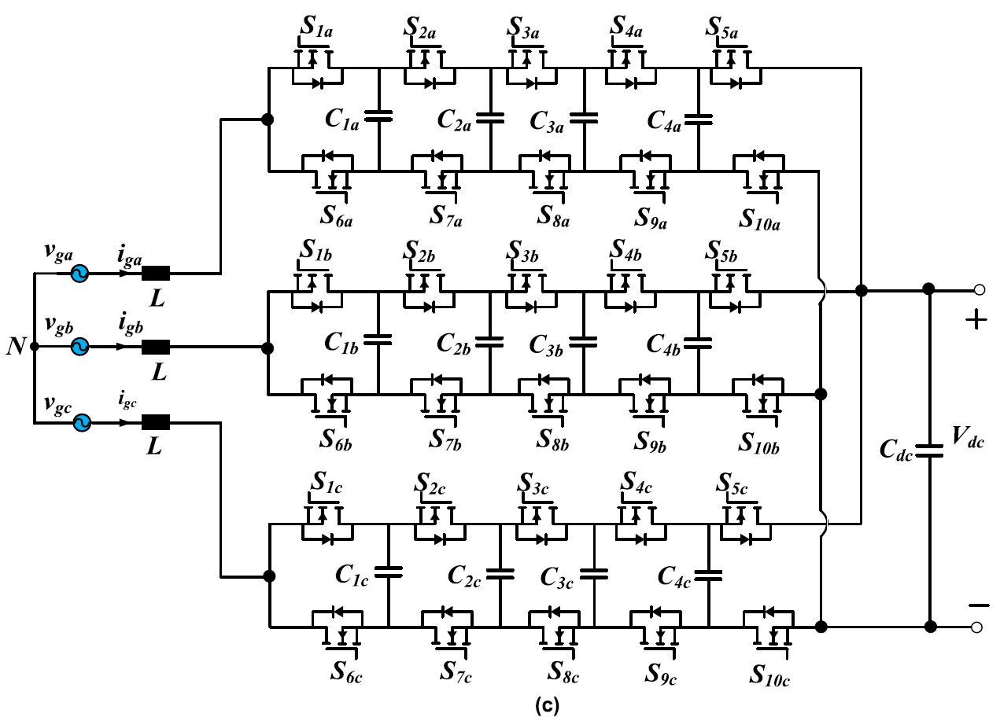 S1a S2a S3a S4a S5a
C1a C2a C3a C4a
S6a S7a S8a S9a S10a
S1b S2b S3b S4b S5b
vga iga
L
vgb igb
N
C1b C2b C3b C4b
+
L
vgc igc
L
S6b S7b S8b S9b S10b
Cdc Vdc
S1c S2c S3c S4c S5c
C1c C2c C3c C4c
−
S6c S7c S8c S9c S10c
(c)